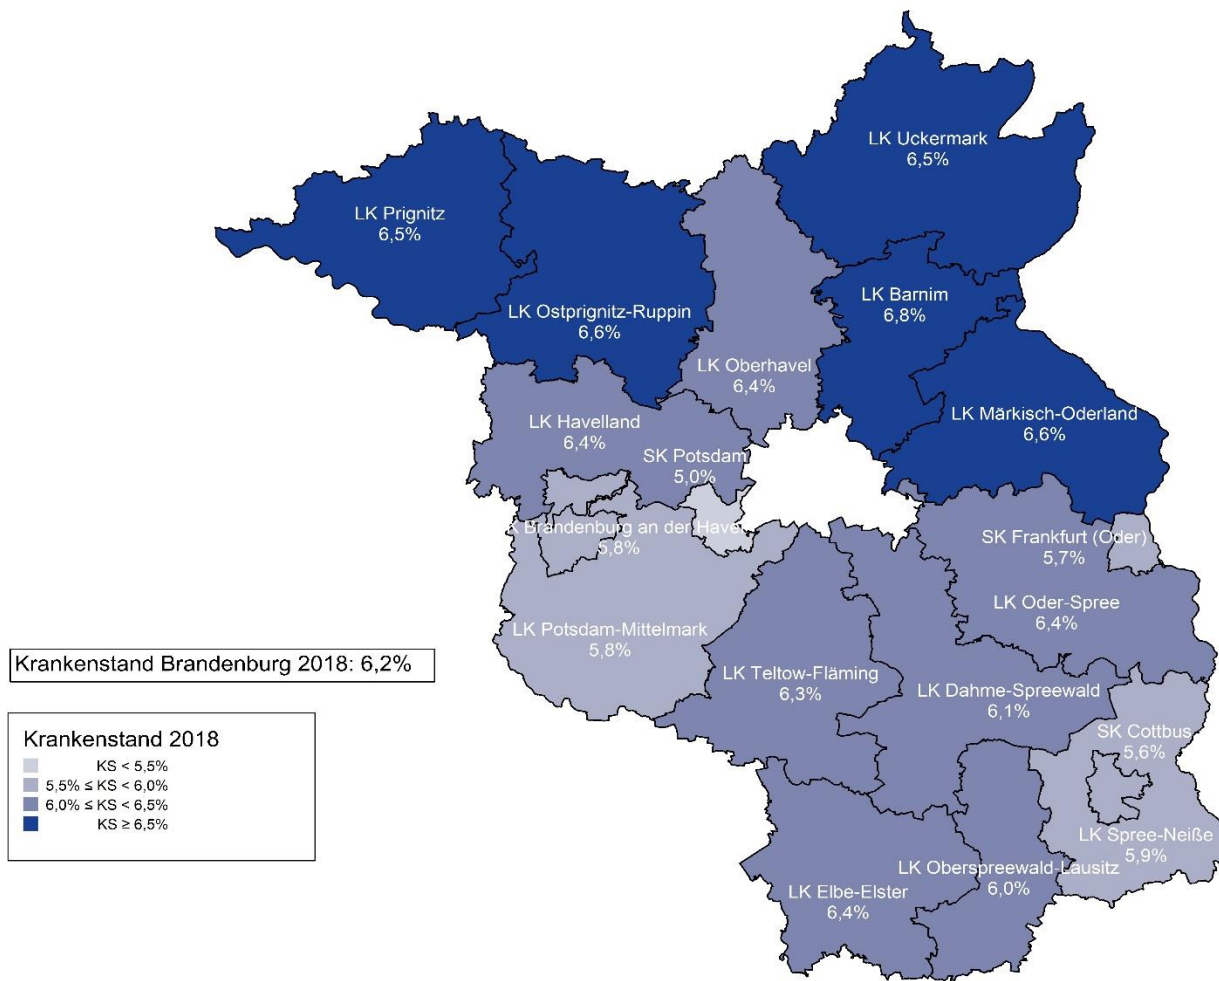 LK Uckermark
6,5%
LK Prignitz
6,5%
LK Barnim
6,8%
LK Ostprignitz-Ruppin
6,6%
LK Oberhavel
6,4%
LK Märkisch-Oderland
6,6%
LK Havelland
6,4%
SK Potsdam
5,0%
K Brandenburg an der Havel
5,8%
SK Frankfurt (Oder)
5,7%
LK Oder-Spree
6,4%
LK Potsdam-Mittelmark
5,8%
LK Teltow-Fläming
6,3%
LK Dahme-Spreewald
6,1%
SK Cottbus
5,6%
LK Spree-Neiße
5,9%
LK Oberspreewald-Lausitz
6,0%
LK Elbe-Elster
6,4%
Krankenstand Brandenburg 2018: 6,2%
Krankenstand 2018
KS < 5,5%
5,5% ≤ KS < 6,0%
6,0% ≤ KS < 6,5%
KS ≥ 6,5%